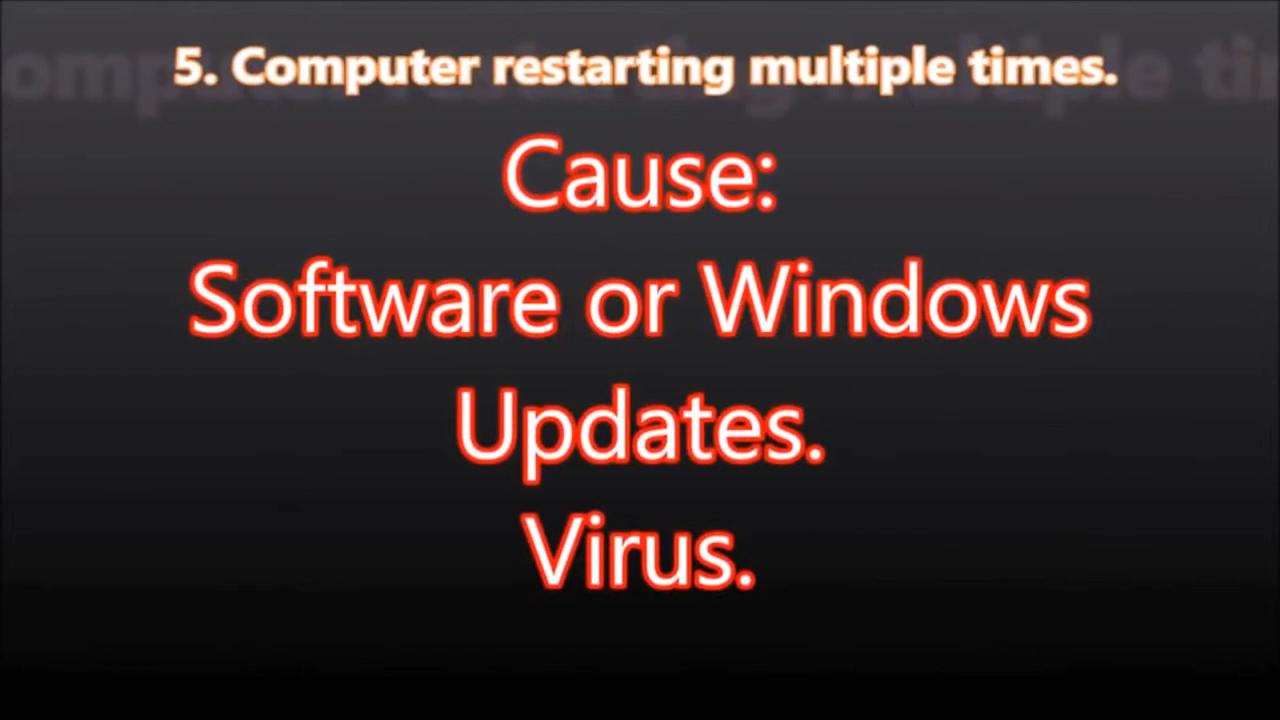 5. Computer restarting multiple times.
Cause:
Software or Windows
Updates.
Virus.